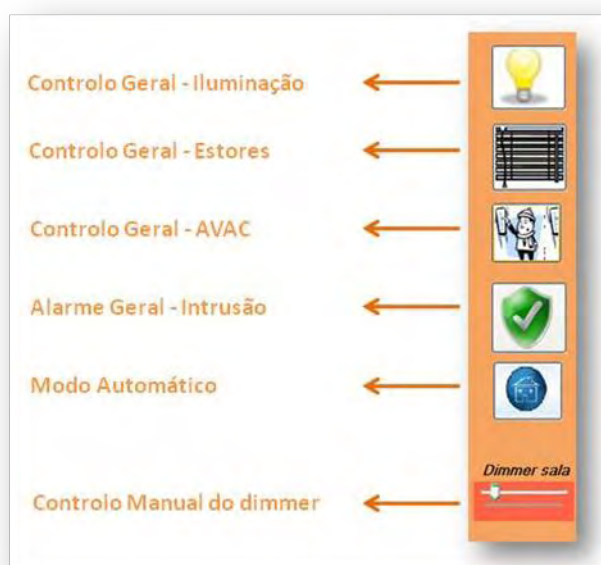 Controlo Geral - Iluminação
Controlo Geral - Estores
Controlo Geral - AVAC
Alarme Geral - Intrusão
Modo Automático
Dimmer sala
Controlo Manual do dimmer